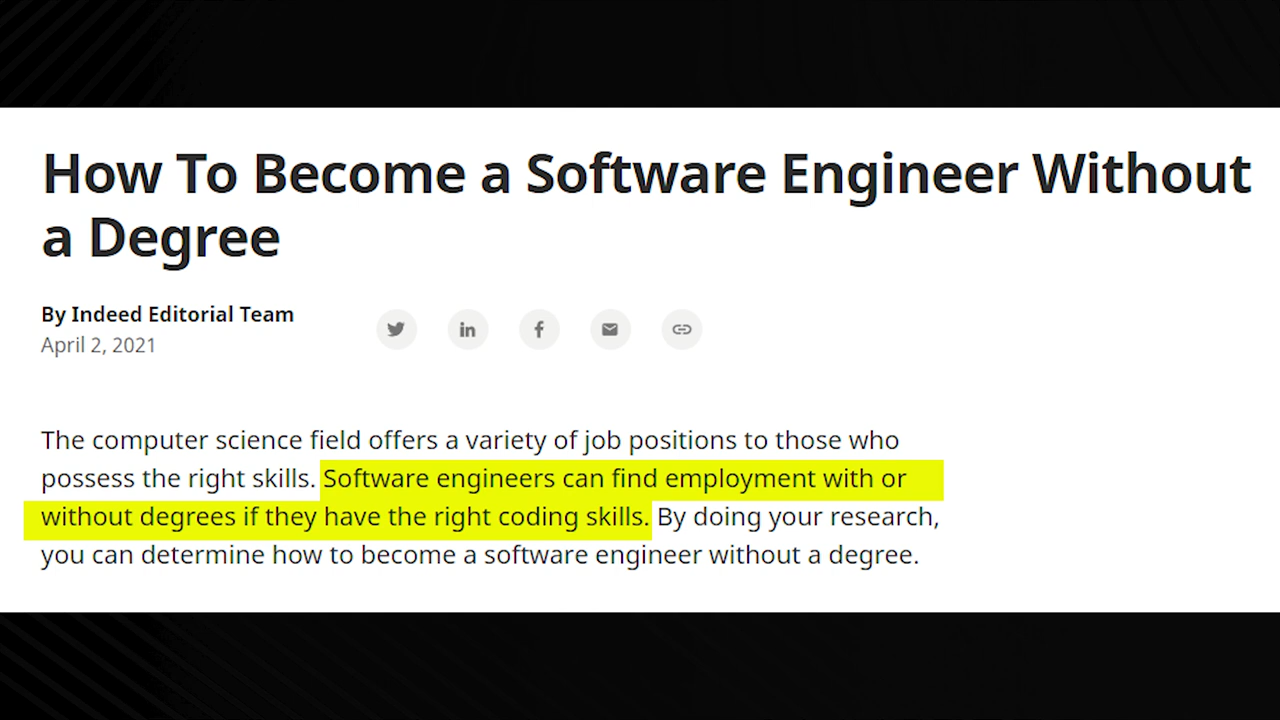 How To Become a Software Engineer Without
a Degree
By Indeed Editorial Team
April 2, 2021
The computer science field offers a variety of job positions to those who
possess the right skills. Software engineers can find employment with or
without degrees if they have the right coding skills. By doing your research,
you can determine how to become a software engineer without a degree.